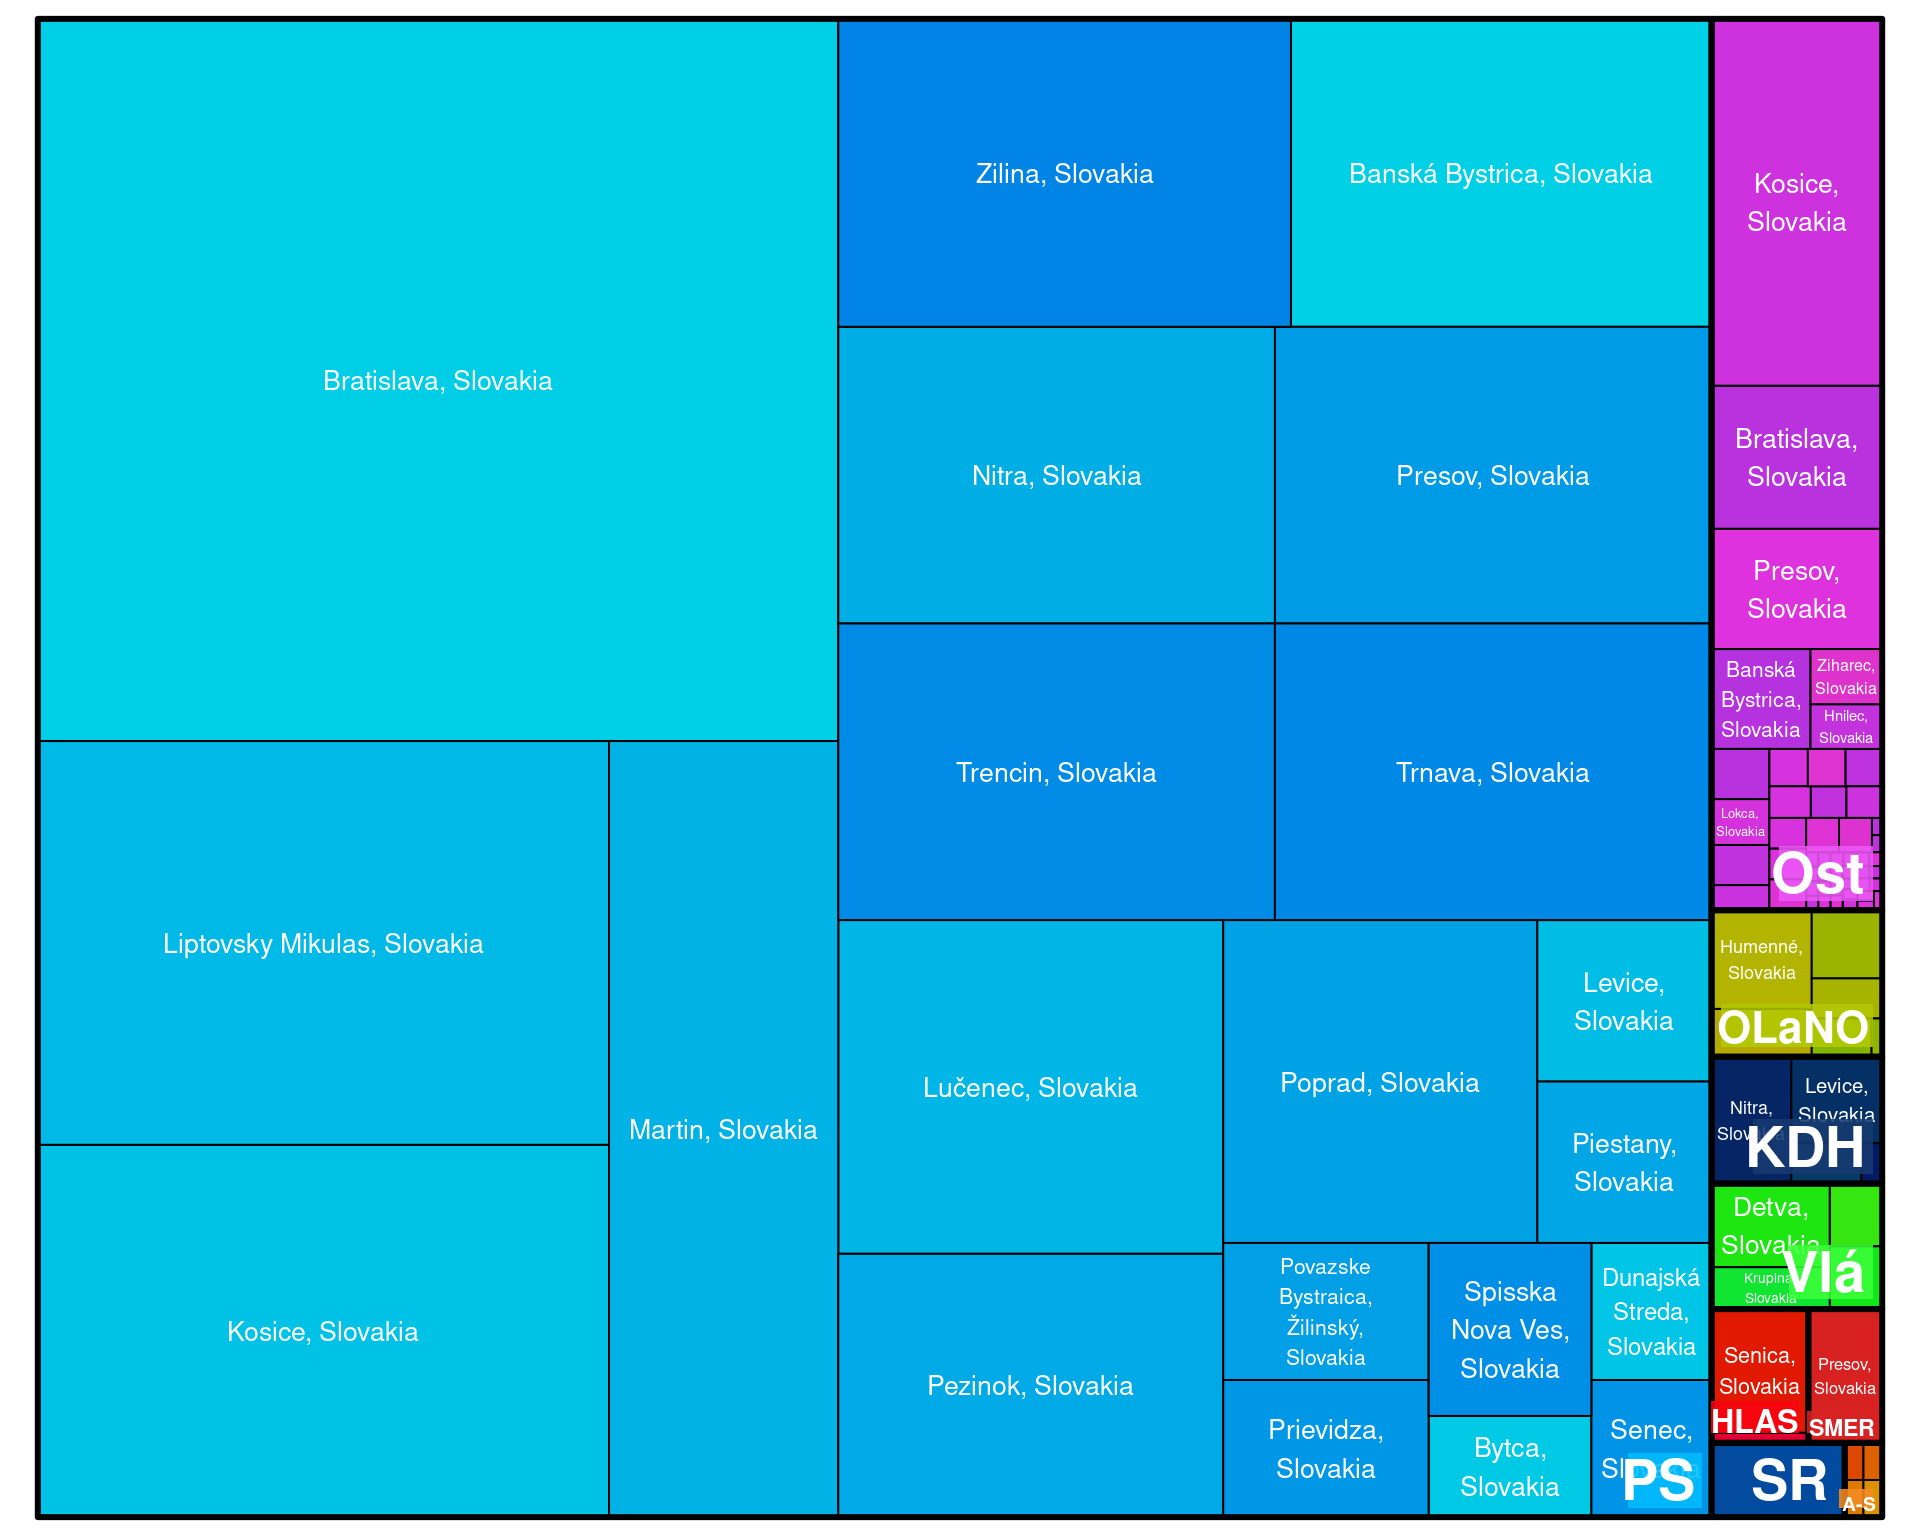 Bratislava, Slovakia
Zilina, Slovakia
Banská Bystrica, Slovakia
Nitra, Slovakia
Presov, Slovakia
Trencin, Slovakia
Trnava, Slovakia
Liptovsky Mikulas, Slovakia
Martin, Slovakia
Kosice, Slovakia
Lučenec, Slovakia
Pezinok, Slovakia
Poprad, Slovakia
Levice,
Slovakia
Piestany,
Slovakia
Povazske
Bystraica,
Žilinský,
Slovakia
Spisska
Nova Ves,
Slovakia
Dunajská
Streda,
Slovakia
Prievidza,
Slovakia
Bytca,
Slovakia
Senec,
Slovakia
PS
Kosice,
Slovakia
Bratislava,
Slovakia
Presov,
Slovakia
Banská
Bystrica,
Slovakia
Ziharec,
Slovakia
Hnilec,
Slovakia
Lokca,
Slovakia
Ost
Humenné,
Slovakia
OLaNO
Nitra,
Slovakia
Levice,
Slovakia
KDH
Detva,
Slovakia
Krupina,
Slovakia
Vlá
Senica,
Slovakia
HLAS
Presov,
Slovakia
SMER
SR
A-S